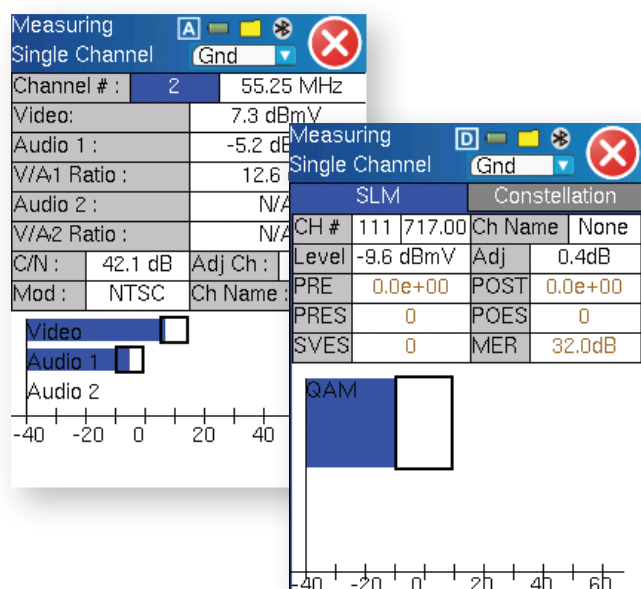 Measuring A
Single Channel Gnd
Channel # : 2 55.25 MHz
Video: 7.3 dBmV
Audio 1 : -5.2
V/A1 Ratio : 12.6
Audio 2 :
V/A2 Ratio :
C/N : 42.1 dB Adj Ch :
Mod : NTSC Ch Name :
Video
Audio 1
Audio 2
-40 -20 0 20 40
Measuring D
Single Channel Gnd
SLM Constellation
CH # 111 717.00 Ch Name None
Level -9.6 dBmV Adj 0.4dB
PRE 0.0e+00 POST 0.0e+00
PRES 0 POES 0
SVES 0 MER 32.0dB
QAM
-40 -20 0 20 40 60